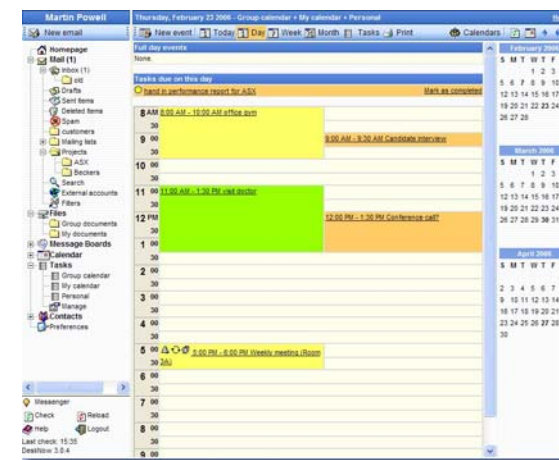 Martin Powell
Thursday, February 23 2006 - Group calendar + My calendar + Personal
New email
New event Today Day Week Month Tasks Print Calendars
Homepage
Mail (1)
Inbox (1)
old
Drafts
Sent items
Deleted items
Spam
customers
Mailing lists
Projects
ASX
Beckers
Search
External accounts
Filters
Files
Group documents
My documents
Message Boards
Calendar
Tasks
Group calendar
My calendar
Personal
Manage
Contacts
Preferences
Messenger
Check Reload
Help Logout
Last check: 15:35
DeskNow 3.0.4
Full day events
None.
Tasks due on this day
hand in performance report for ASX Mark as completed
8 AM 8:00 AM - 10:00 AM office gym
30
9 00 9:00 AM - 9:30 AM Candidate interview
30
10 00
30
11 00 11:00 AM - 1:30 PM visit doctor
30
12 PM 12:00 PM - 1:30 PM Conference call?
30
1 00
30
2 00
30
3 00
30
4 00
30
5 00 5:00 PM - 6:00 PM Weekly meeting (Room
30 3A)
6 00
30
7 00
30
8 00
30
9 00
February 2006
S M T W T F
1 2 3
5 6 7 8 9 10
12 13 14 15 16 17
19 20 21 22 23 24
26 27 28
March 2006
S M T W T F
1 2 3
5 6 7 8 9 10
12 13 14 15 16 17
19 20 21 22 23 24
26 27 28 29 30 31
April 2006
S M T W T F
2 3 4 5 6 7
9 10 11 12 13 14
16 17 18 19 20 21
23 24 25 26 27 28
30